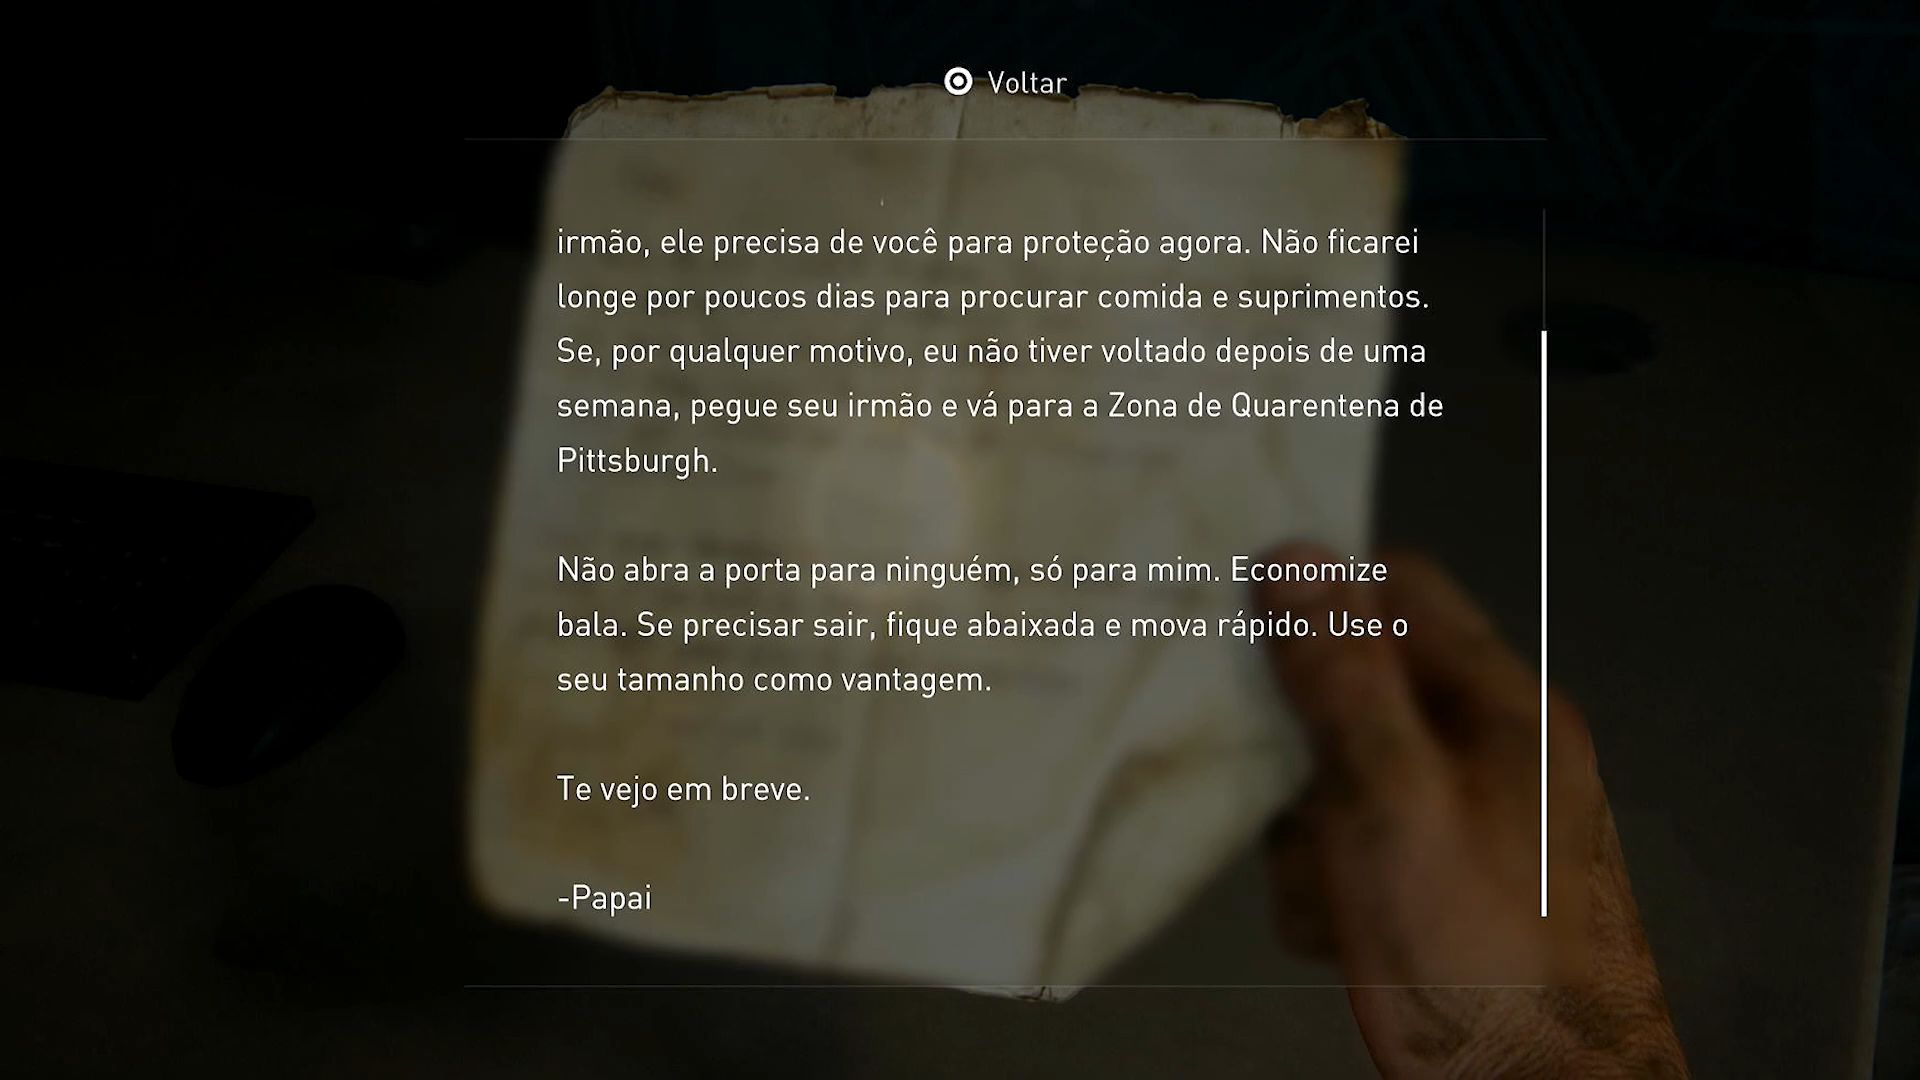 Voltar
irmão, ele precisa de você para proteção agora. Não ficarei
longe por poucos dias para procurar comida e suprimentos.
Se, por qualquer motivo, eu não tiver voltado depois de uma
semana, pegue seu irmão e vá para a Zona de Quarentena de
Pittsburgh.
Não abra a porta para ninguém, só para mim. Economize
bala. Se precisar sair, fique abaixada e mova rápido. Use o
seu tamanho como vantagem.
Te vejo em breve.
-Papai